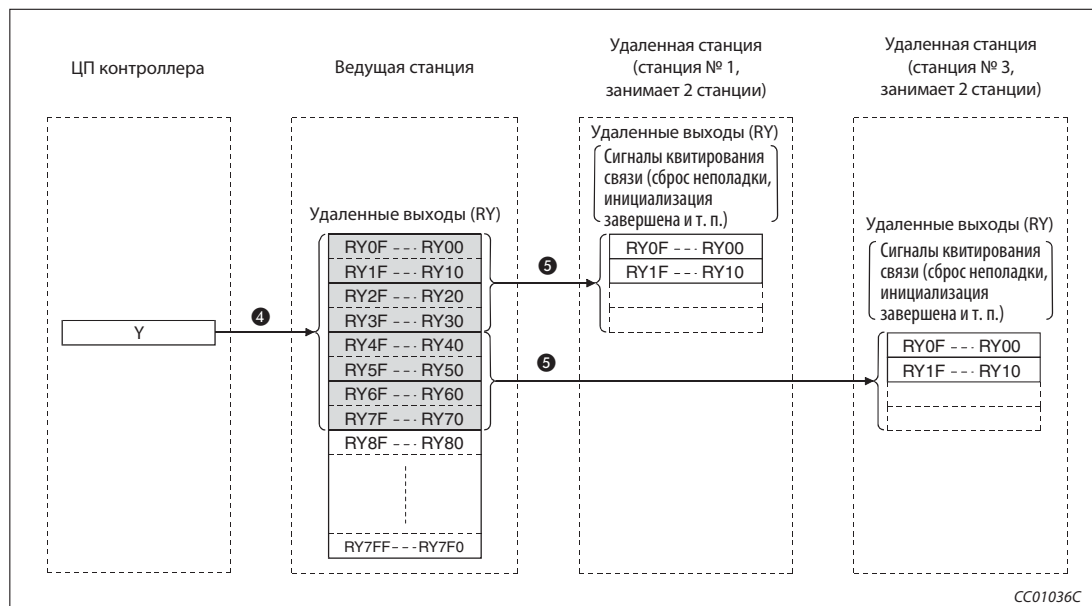 ЦП контроллера
Ведущая станция
Удаленная станция
(станция № 1,
занимает 2 станции)
Удаленная станция
(станция № 3,
занимает 2 станции)
Y
4
Удаленные выходы (RY)
RY0F --- RY00
RY1F --- RY10
RY2F --- RY20
RY3F --- RY30
RY4F --- RY40
RY5F --- RY50
RY6F --- RY60
RY7F --- RY70
RY8F --- RY80
RY7FF --- RY7F0
5
5
Удаленные выходы (RY)
Сигналы квитирования
связи (сброс неполадки,
инициализация
завершена и т. п.)
RY0F --- RY00
RY1F --- RY10
Удаленные выходы (RY)
Сигналы квитирования
связи (сброс неполадки,
инициализация
завершена и т. п.)
RY0F --- RY00
RY1F --- RY10
CC01036C